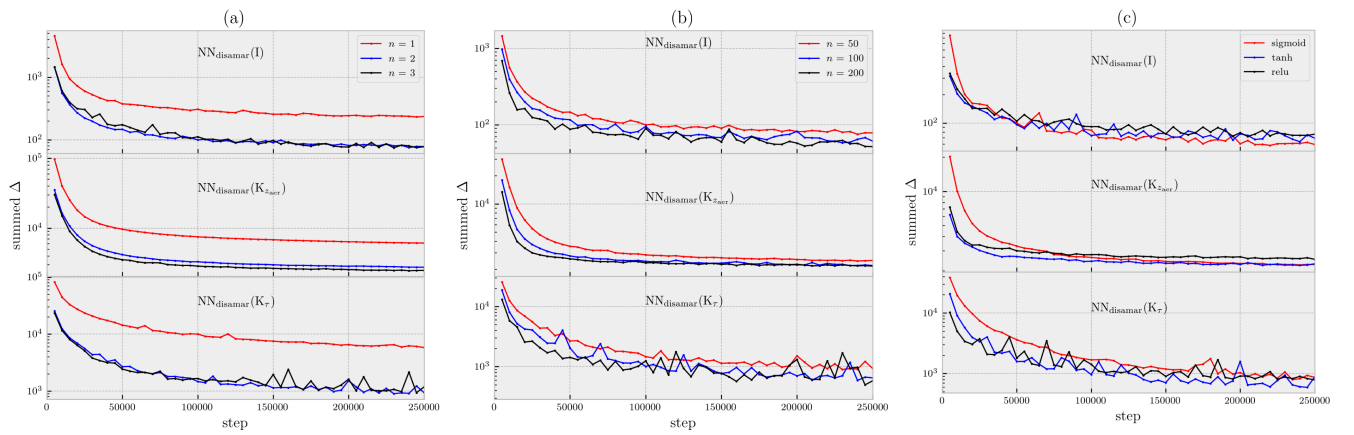 (a)
NN_disamar(I)
n = 1
n = 2
n = 3
10^3
10^2
10^5
NN_disamar(K_z_aer)
10^4
10^5
NN_disamar(K_τ)
10^4
10^3
0
50000
100000
150000
200000
250000
step
summed Δ
(b)
NN_disamar(I)
n = 50
n = 100
n = 200
10^3
10^2
NN_disamar(K_z_aer)
10^4
NN_disamar(K_τ)
10^4
10^3
0
50000
100000
150000
200000
250000
step
summed Δ
(c)
NN_disamar(I)
sigmoid
tanh
relu
10^2
NN_disamar(K_z_aer)
10^4
NN_disamar(K_τ)
10^4
10^3
0
50000
100000
150000
200000
250000
step
summed Δ